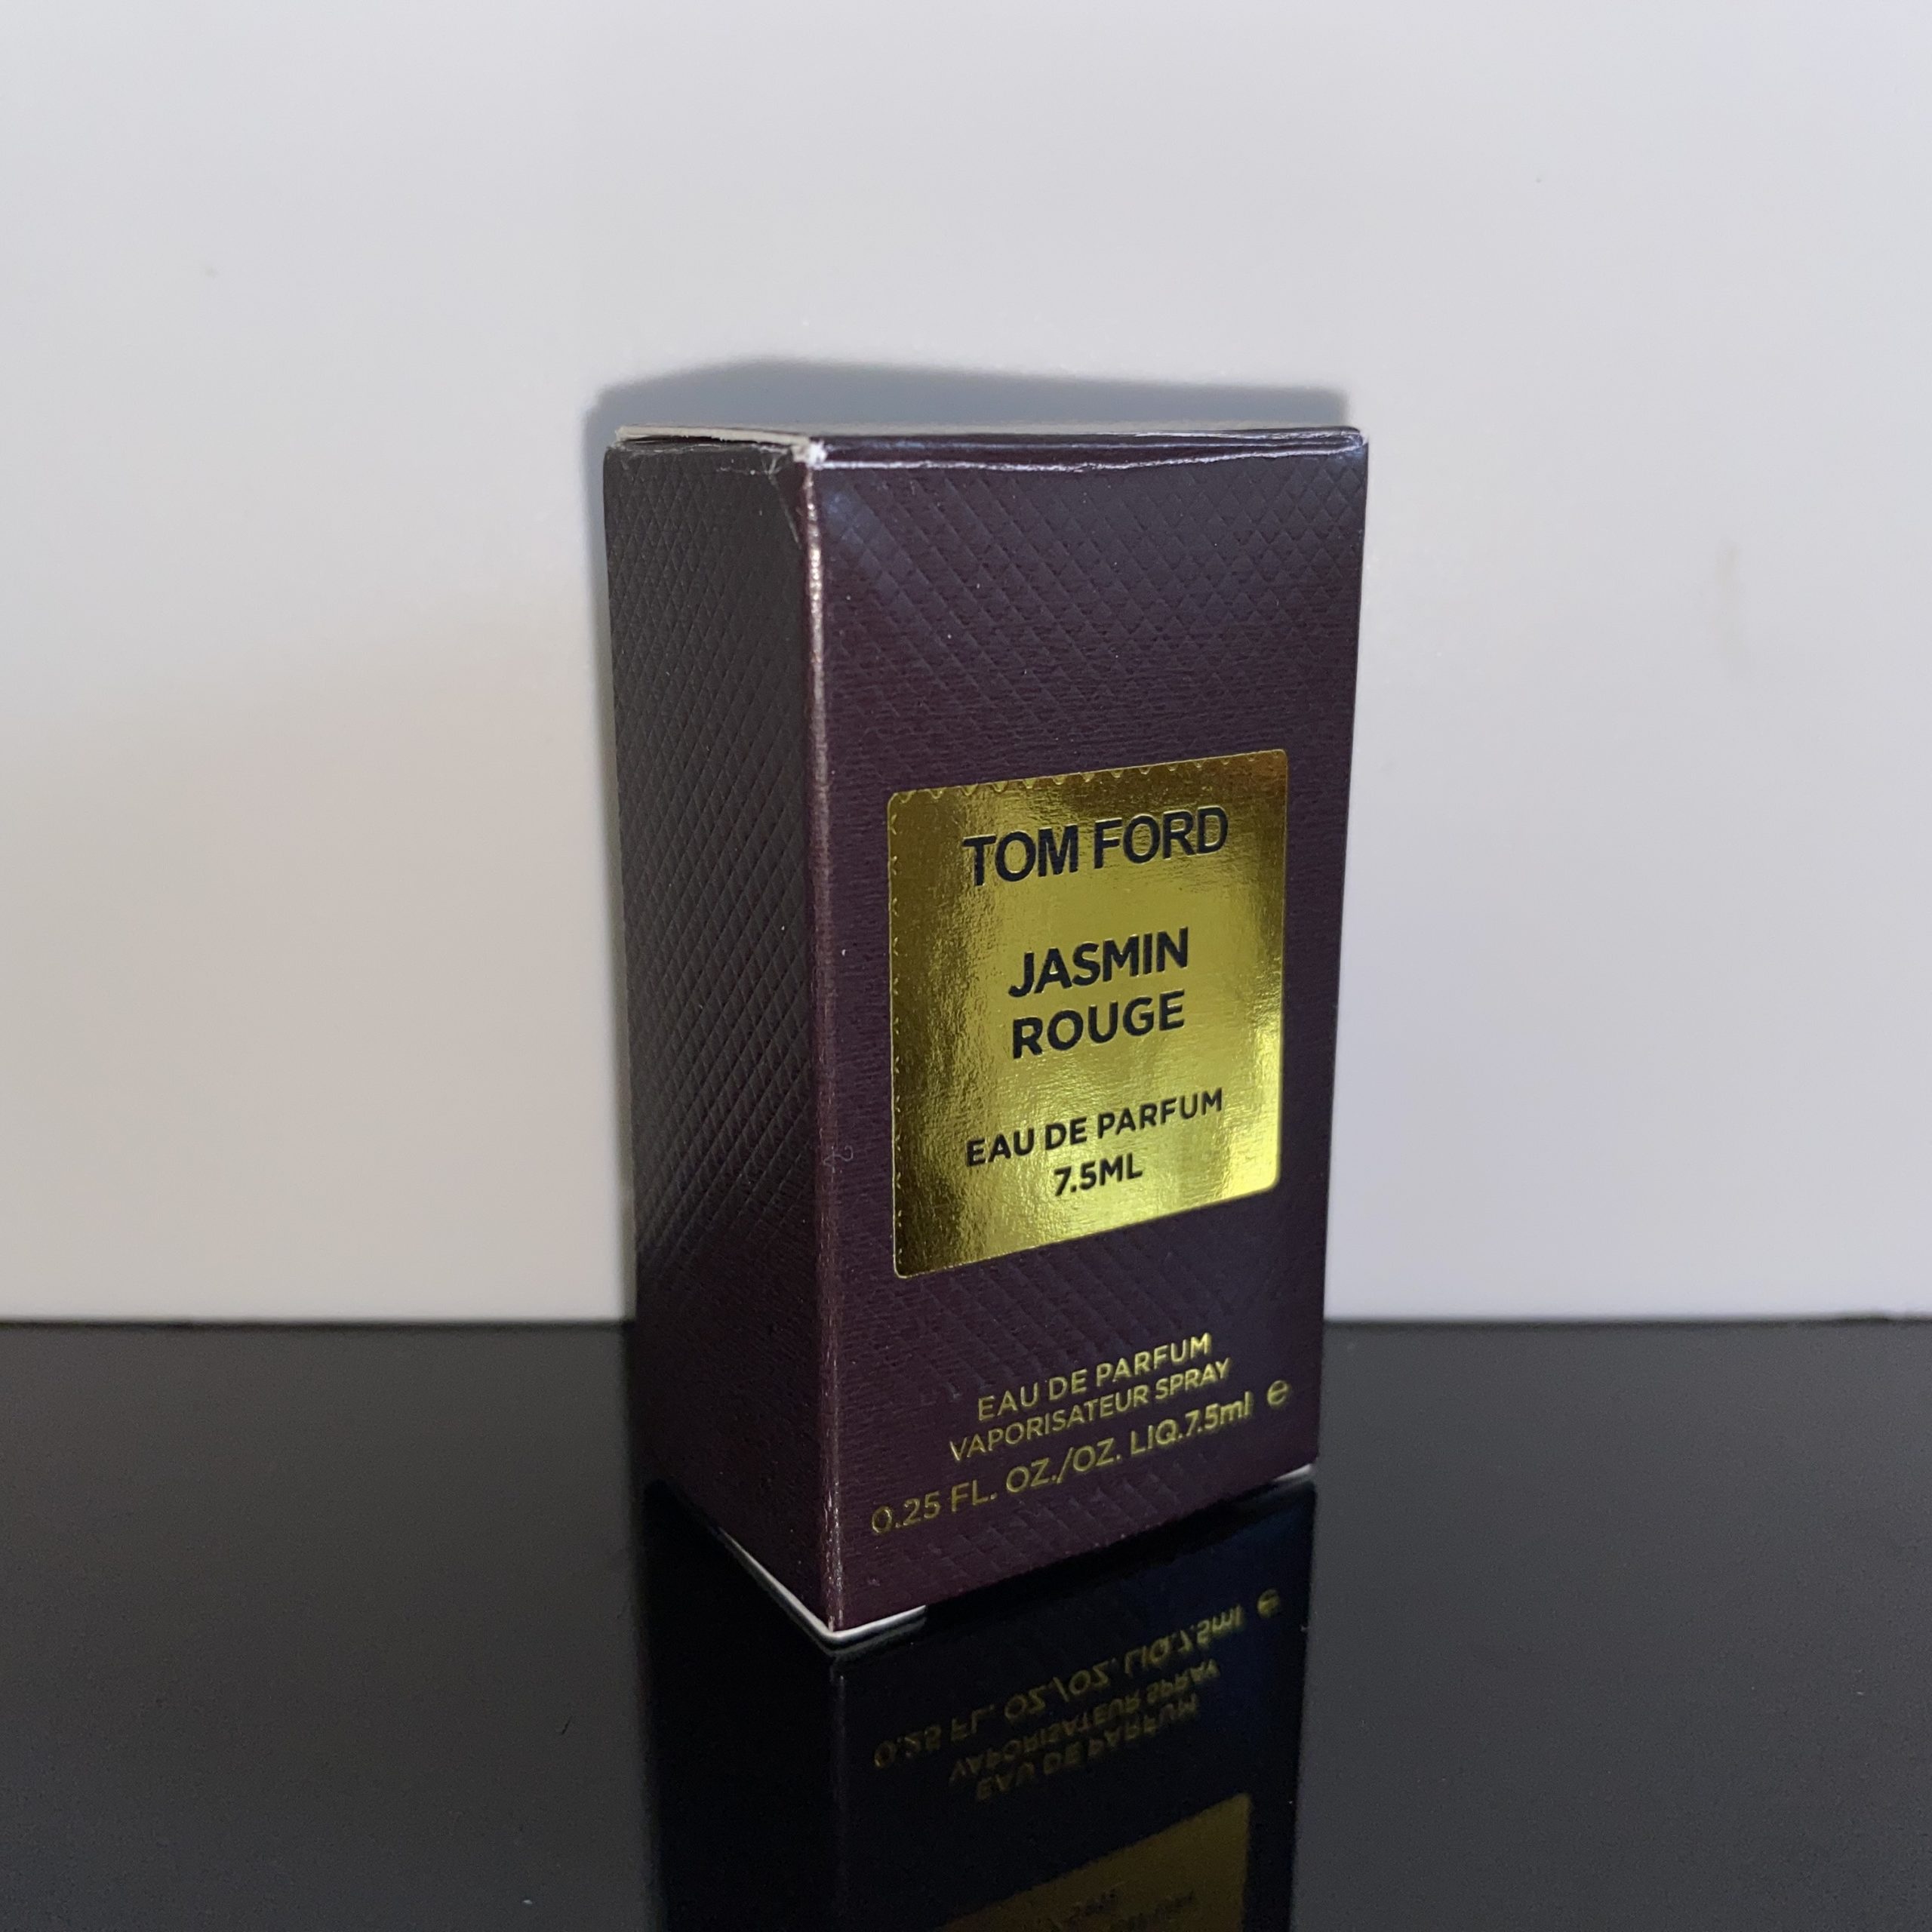 TOM FORD
JASMIN
ROUGE
EAU DE PARFUM
7.5ML
EAU DE PARFUM
VAPORISATEUR SPRAY
0.25 FL. OZ./OZ. LIQ.7.5ml ℮